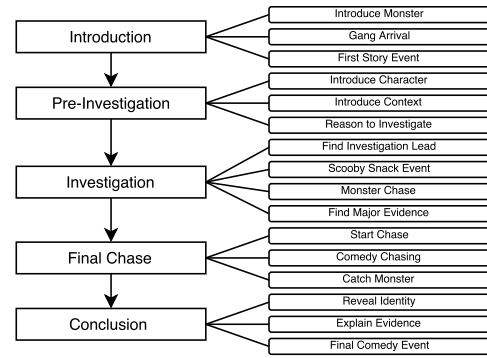 Introduction
Introduce Monster
Gang Arrival
First Story Event
Pre-Investigation
Introduce Character
Introduce Context
Reason to Investigate
Investigation
Find Investigation Lead
Scooby Snack Event
Monster Chase
Find Major Evidence
Final Chase
Start Chase
Comedy Chasing
Catch Monster
Conclusion
Reveal Identity
Explain Evidence
Final Comedy Event